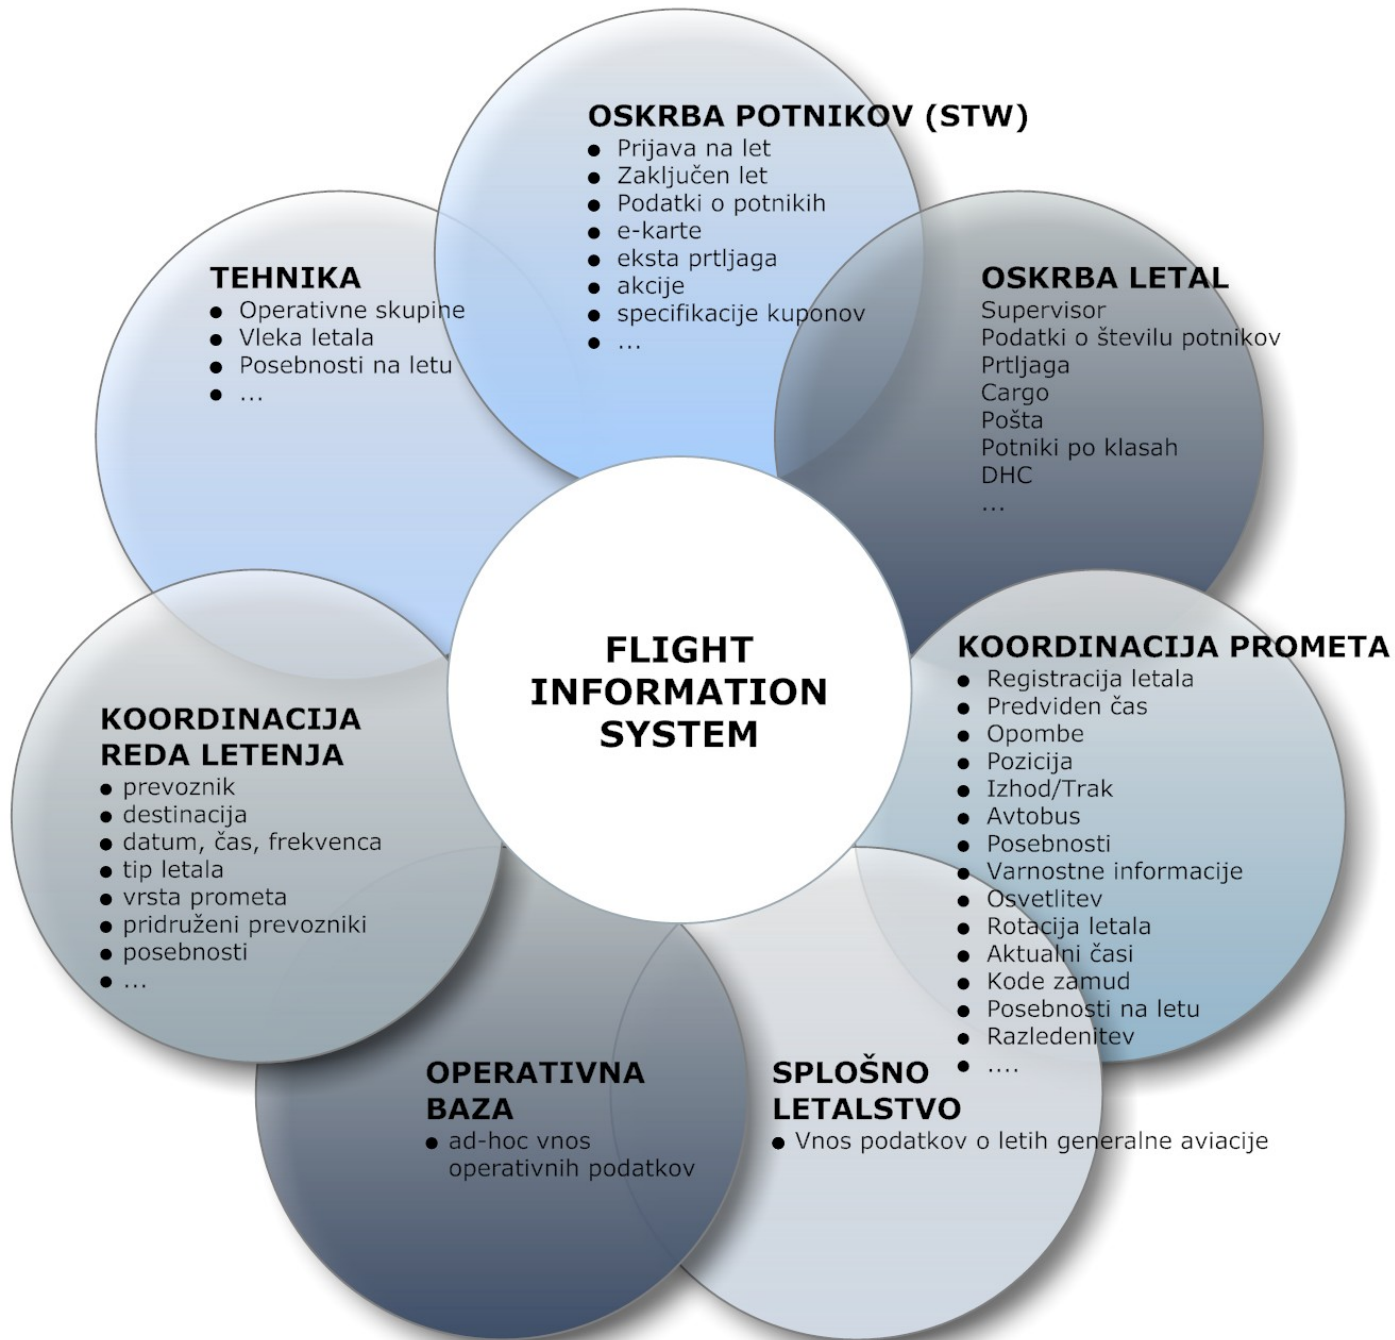 OSKRBA POTNIKOV (STW)
● Prijava na let
● Zaključen let
● Podatki o potnikih
● e-karte
● eksta prtljaga
● akcije
● specifikacije kuponov
● ...
TEHNIKA
● Operativne skupine
● Vleka letala
● Posebnosti na letu
● ...
OSKRBA LETAL
Supervisor
Podatki o številu potnikov
Prtljaga
Cargo
Pošta
Potniki po klasah
DHC
...
FLIGHT
INFORMATION
SYSTEM
KOORDINACIJA PROMETA
● Registracija letala
● Predviden čas
● Opombe
● Pozicija
● Izhod/Trak
● Avtobus
● Posebnosti
● Varnostne informacije
● Osvetlitev
● Rotacija letala
● Aktualni časi
● Kode zamud
● Posebnosti na letu
● Razledenitev
● ....
KOORDINACIJA
REDA LETENJA
● prevoznik
● destinacija
● datum, čas, frekvenca
● tip letala
● vrsta prometa
● pridruženi prevozniki
● posebnosti
● ...
OPERATIVNA
BAZA
● ad-hoc vnos
operativnih podatkov
SPLOŠNO
LETALSTVO
● Vnos podatkov o letih generalne aviacije